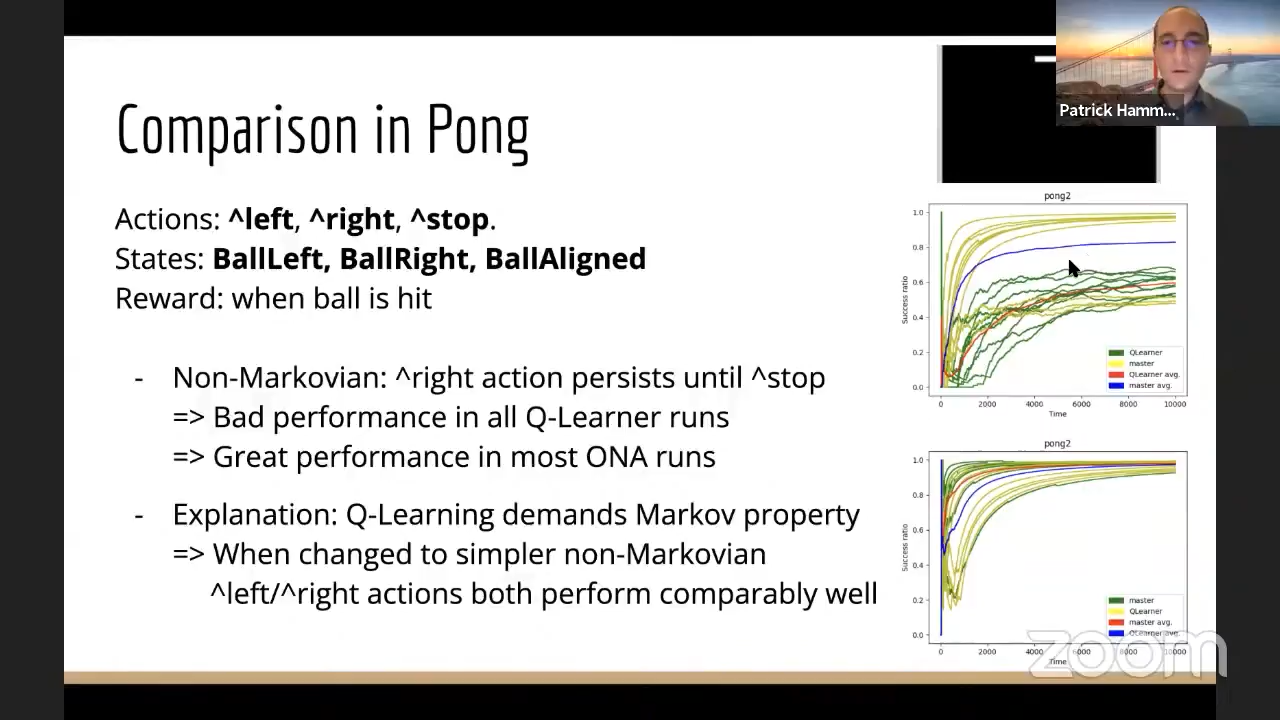 Patrick Hamm...
Comparison in Pong
Actions: ^left, ^right, ^stop.
States: BallLeft, BallRight, BallAligned
Reward: when ball is hit
- Non-Markovian: ^right action persists until ^stop
=> Bad performance in all Q-Learner runs
=> Great performance in most ONA runs
- Explanation: Q-Learning demands Markov property
=> When changed to simpler non-Markovian
^left/^right actions both perform comparably well
pong2
1.0
0.8
0.6
0.4
0.2
0.0
Success ratio
QLearner
master
QLearner avg.
master avg.
0 2000 4000 6000 8000 10000
Time
pong2
1.0
0.8
0.6
0.4
0.2
0.0
Success ratio
master
QLearner
master avg.
QLearner avg.
0 2000 4000 6000 8000 10000
Time
zoom